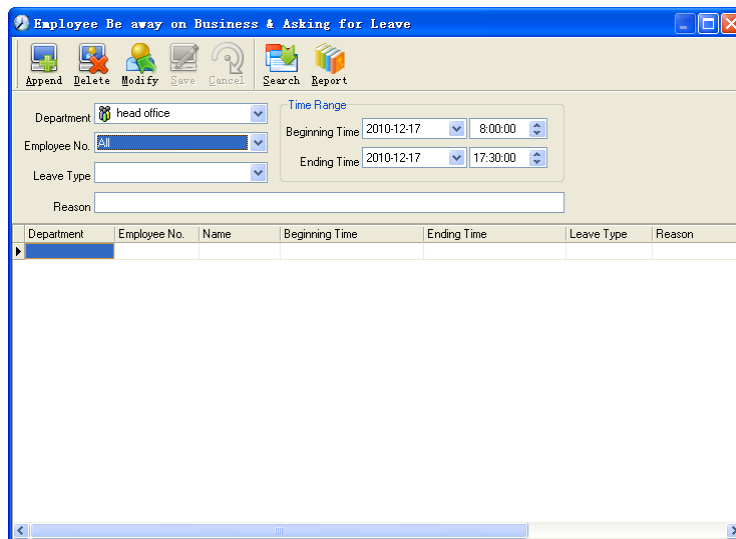 Employee Be away on Business & Asking for Leave
Append Delete Modify Save Cancel Search Report
Department head office
Employee No. All
Leave Type
Reason
Time Range
Beginning Time 2010-12-17 8:00:00
Ending Time 2010-12-17 17:30:00
Department Employee No. Name Beginning Time Ending Time Leave Type Reason